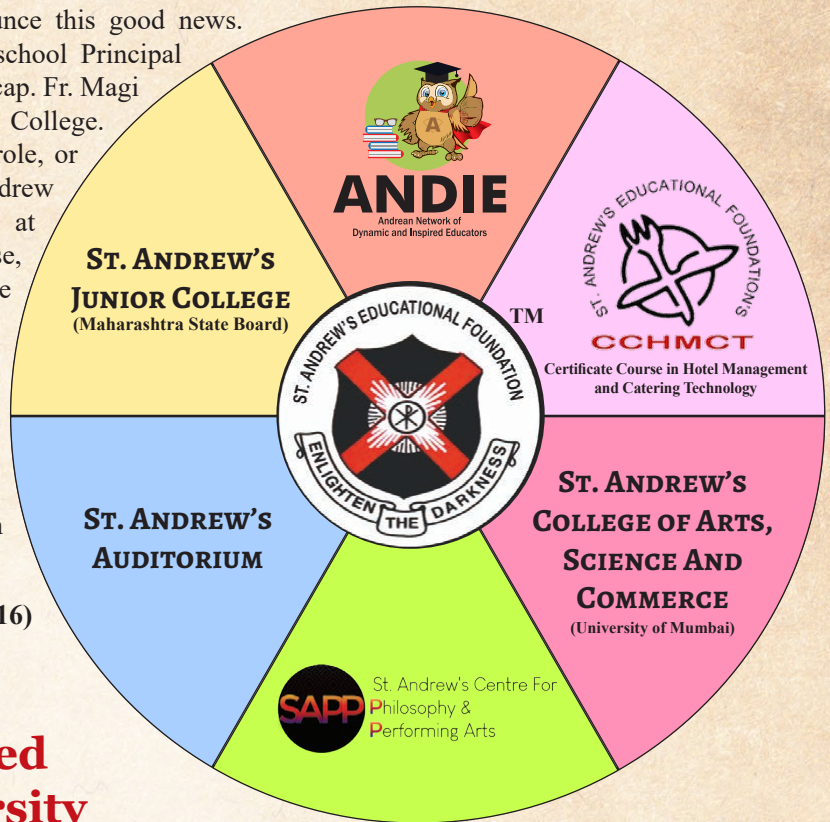 unce this good news.
school Principal
cap. Fr. Magi
College.
role, or
drew
at
se,
e
n
16)
ed
rsity
A
ANDIE
Andrean Network of
Dynamic and Inspired Educators
ST. ANDREW'S EDUCATIONAL FOUNDATION'S
CCHMCT
Certificate Course in Hotel Management
and Catering Technology
ST. ANDREW'S
COLLEGE OF ARTS,
SCIENCE AND
COMMERCE
(University of Mumbai)
SAPP
St. Andrew's Centre For
Philosophy &
Performing Arts
ST. ANDREW'S
AUDITORIUM
ST. ANDREW'S
JUNIOR COLLEGE
(Maharashtra State Board)
ST. ANDREW'S EDUCATIONAL FOUNDATION
TM
ENLIGHTEN THE DARKNESS